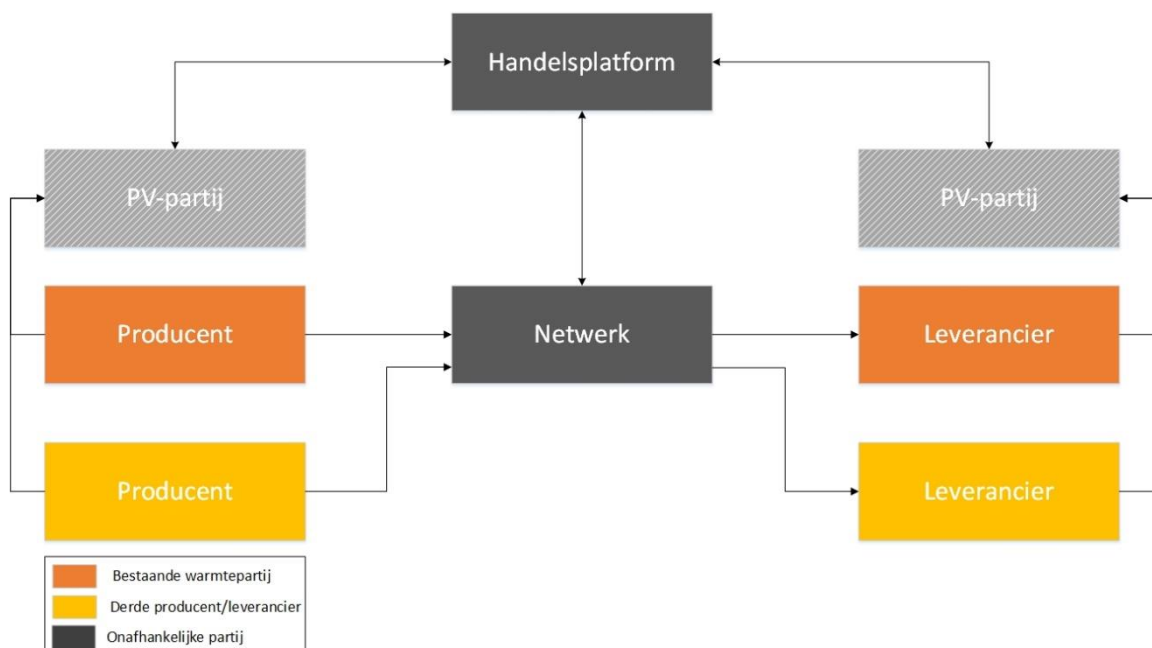 Handelsplatform
PV-partij
PV-partij
Producent
Netwerk
Leverancier
Producent
Leverancier
Bestaande warmtepartij
Derde producent/leverancier
Onafhankelijke partij